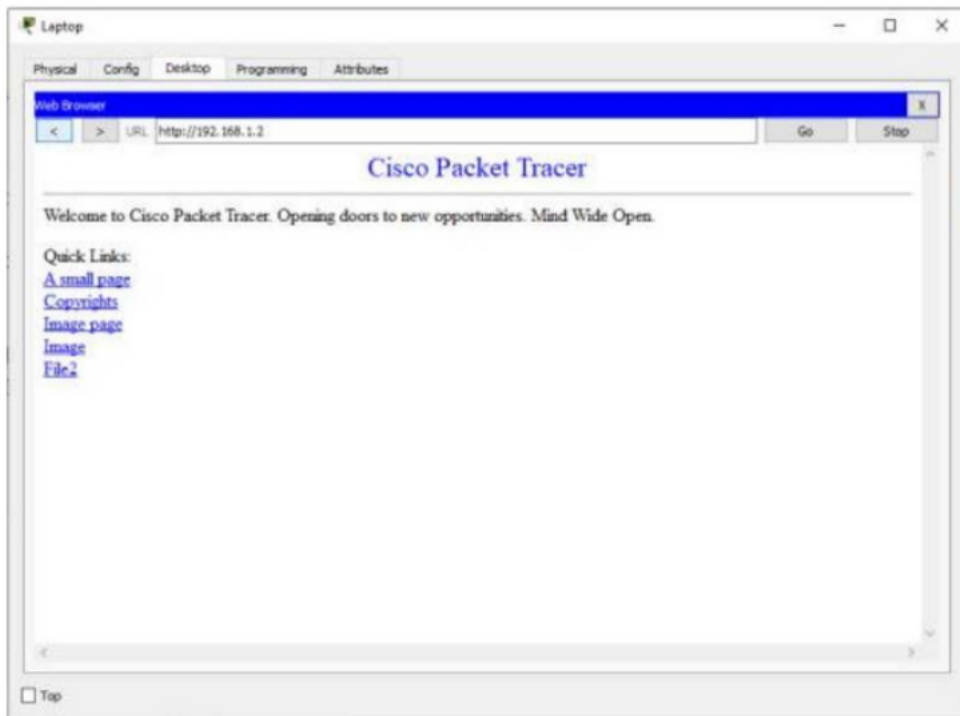 Laptop
Physical Config Desktop Programming Attributes
Web Browser X
< > URL http://192.168.1.2 Go Stop
Cisco Packet Tracer
Welcome to Cisco Packet Tracer. Opening doors to new opportunities. Mind Wide Open.
Quick Links:
A small page
Copyrights
Image page
Image
File2
Top